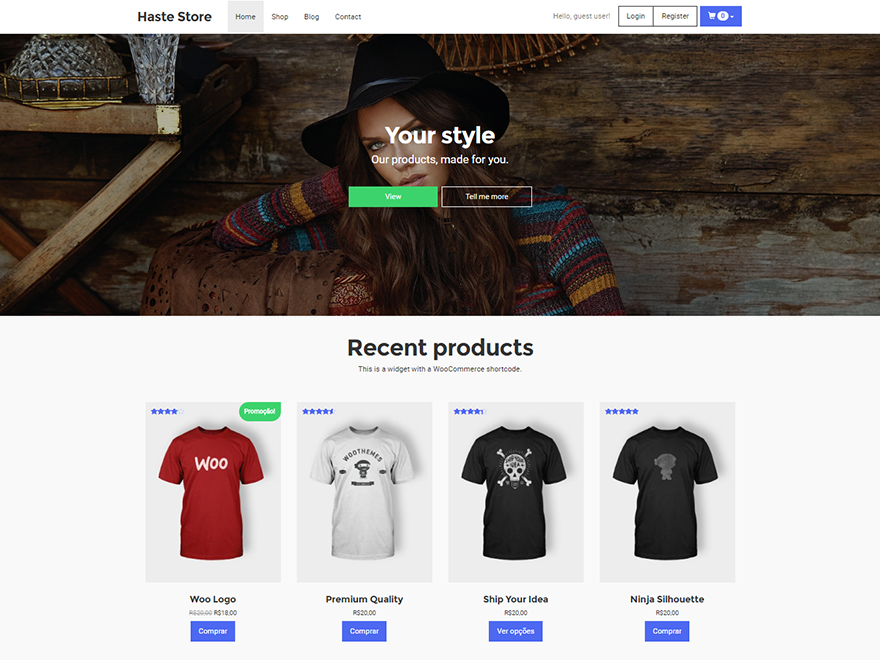 Haste Store
Home
Shop
Blog
Contact
Hello, guest user!
Login
Register
0
Your style
Our products, made for you.
View
Tell me more
Recent products
This is a widget with a WooCommerce shortcode.
Promoção!
WOO
WOOTHEMES
Woo Logo
Premium Quality
Ship Your Idea
Ninja Silhouette
R$20,00 R$18,00
R$20,00
R$20,00
R$20,00
Comprar
Comprar
Ver opções
Comprar